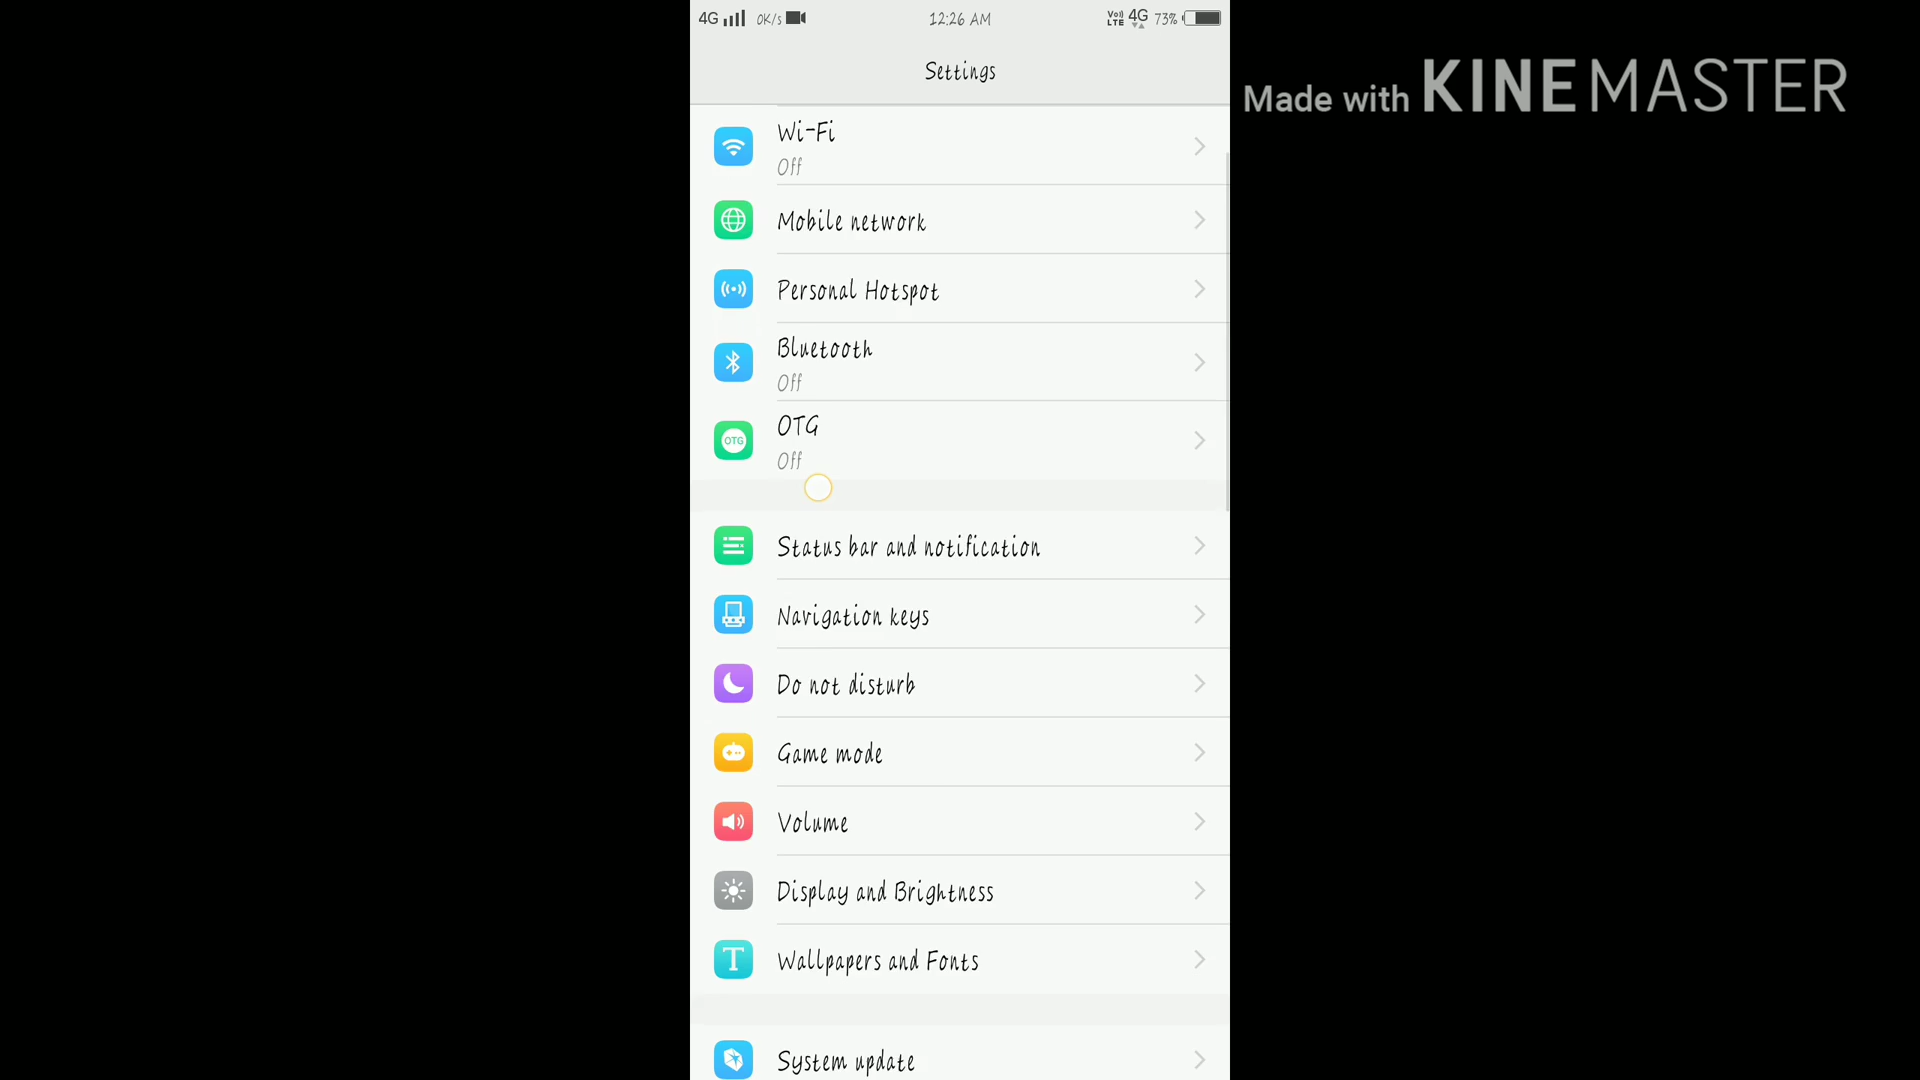 4G 0K/s 12:26 AM Vo)) LTE 4G 73%
Settings
Made with KINEMASTER
Wi-Fi
Off
Mobile network
Personal Hotspot
Bluetooth
Off
OTG
OTG
Off
Status bar and notification
Navigation keys
Do not disturb
Game mode
Volume
Display and Brightness
T
Wallpapers and Fonts
System update